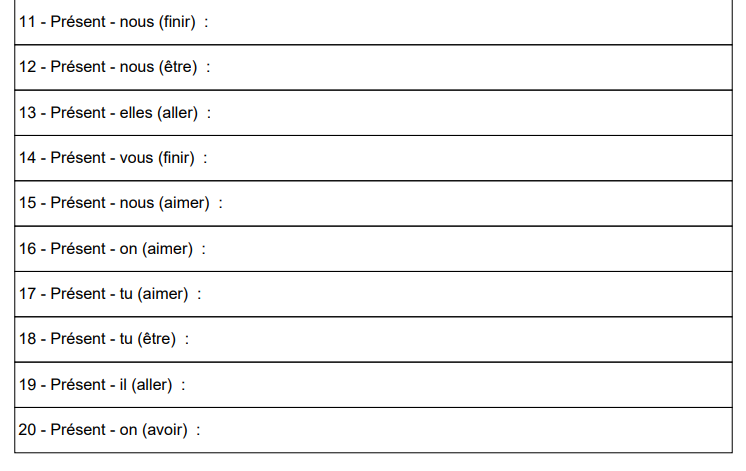 11 - Présent - nous (finir)  :
12 - Présent - nous (être)  :
13 - Présent - elles (aller)  :
14 - Présent - vous (finir)  :
15 - Présent - nous (aimer)  :
16 - Présent - on (aimer)  :
17 - Présent - tu (aimer)  :
18 - Présent - tu (être)  :
19 - Présent - il (aller)  :
20 - Présent - on (avoir)  :